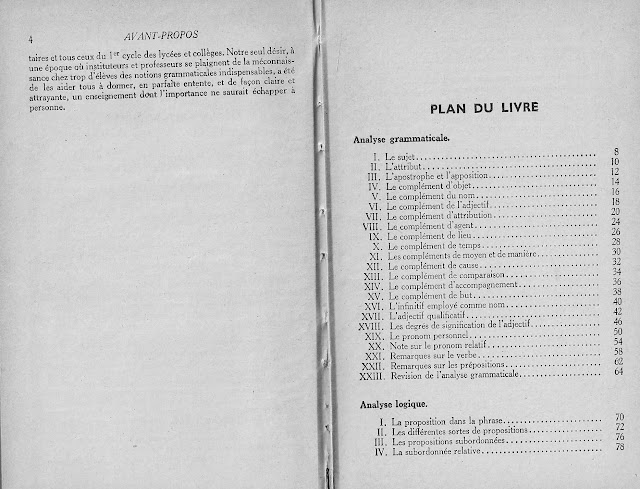 4 AVANT-PROPOS
taires et tous ceux du 1er cycle des lycées et collèges. Notre seul désir, à
une époque où instituteurs et professeurs se plaignent de la méconnais-
sance chez trop d'élèves des notions grammaticales indispensables, a été
de les aider tous à donner, en parfaite entente, et de façon claire et
attrayante, un enseignement dont l'importance ne saurait échapper à
personne.
PLAN DU LIVRE
Analyse grammaticale.
I. Le sujet 8
II. L'attribut 10
III. L'apostrophe et l'apposition 12
IV. Le complément d'objet 14
V. Le complément du nom 16
VI. Le complément de l'adjectif 18
VII. Le complément d'attribution 20
VIII. Le complément d'agent 24
IX. Le complément de lieu 26
X. Le complément de temps 28
XI. Les compléments de moyen et de manière 30
XII. Le complément de cause 32
XIII. Le complément de comparaison 34
XIV. Le complément d'accompagnement 36
XV. Le complément de but 38
XVI. L'infinitif employé comme nom 40
XVII. L'adjectif qualificatif 42
XVIII. Les degrés de signification de l'adjectif 46
XIX. Le pronom personnel 50
XX. Note sur le pronom relatif 54
XXI. Remarques sur le verbe 58
XXII. Remarques sur les prépositions 62
XXIII. Revision de l'analyse grammaticale 64
Analyse logique.
I. La proposition dans la phrase 70
II. Les différentes sortes de propositions 72
III. Les propositions subordonnées 76
IV. La subordonnée relative 78